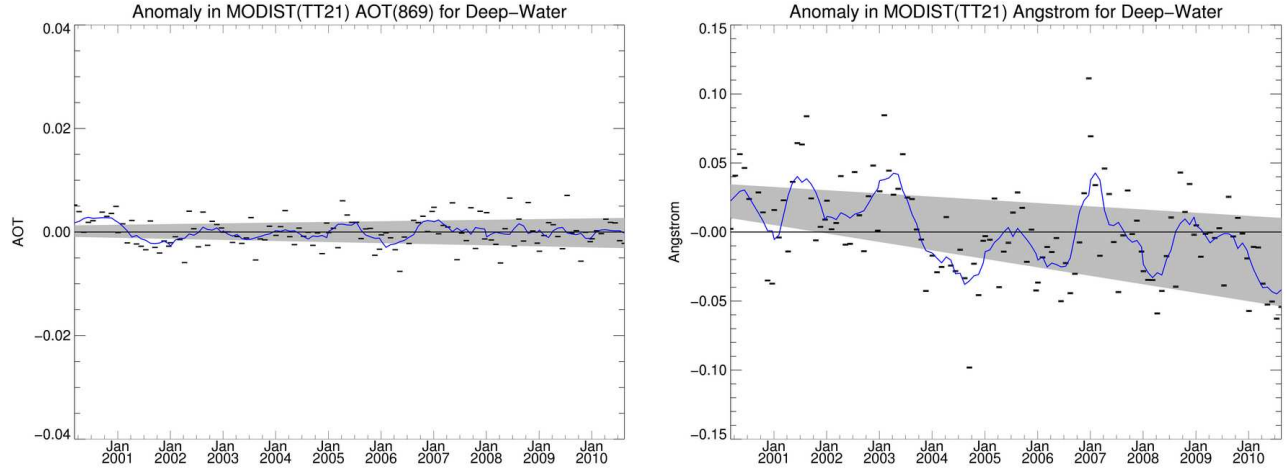 Anomaly in MODIST(TT21) AOT(869) for Deep-Water
0.04
0.02
0.00
-0.02
-0.04
AOT
Jan Jan Jan Jan Jan Jan Jan Jan Jan Jan
2001 2002 2003 2004 2005 2006 2007 2008 2009 2010
Anomaly in MODIST(TT21) Angstrom for Deep-Water
0.15
0.10
0.05
-0.00
-0.05
-0.10
-0.15
Angstrom
Jan Jan Jan Jan Jan Jan Jan Jan Jan Jan
2001 2002 2003 2004 2005 2006 2007 2008 2009 2010